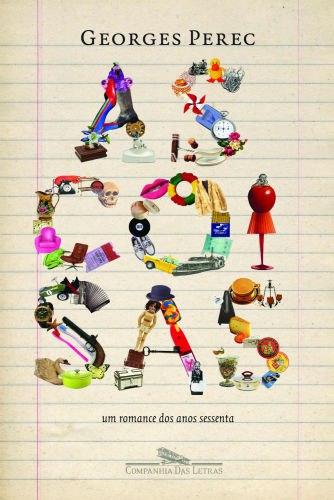 GEORGES PEREC
AS
COI
SAS
um romance dos anos sessenta
COMPANHIA DAS LETRAS